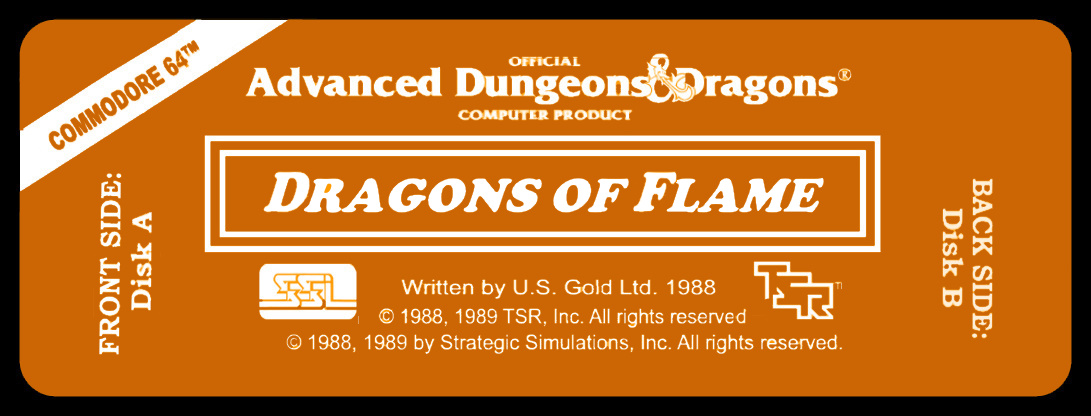 COMMODORE 64™
OFFICIAL
Advanced Dungeons & Dragons®
COMPUTER PRODUCT
DRAGONS OF FLAME
FRONT SIDE:
Disk A
BACK SIDE:
Disk B
SSI
Written by U.S. Gold Ltd. 1988
TSR™
© 1988, 1989 TSR, Inc. All rights reserved
© 1988, 1989 by Strategic Simulations, Inc. All rights reserved.